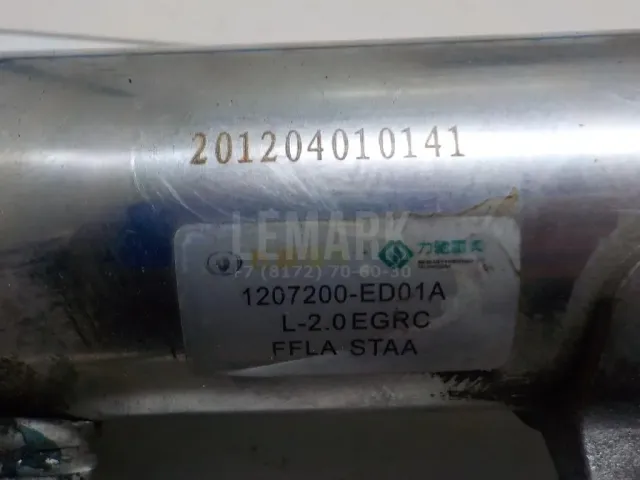 201204010141
LEMARK
+7 (8172) 70-60-30
1207200-ED01A
L-2.0EGRC
FFLA STAA